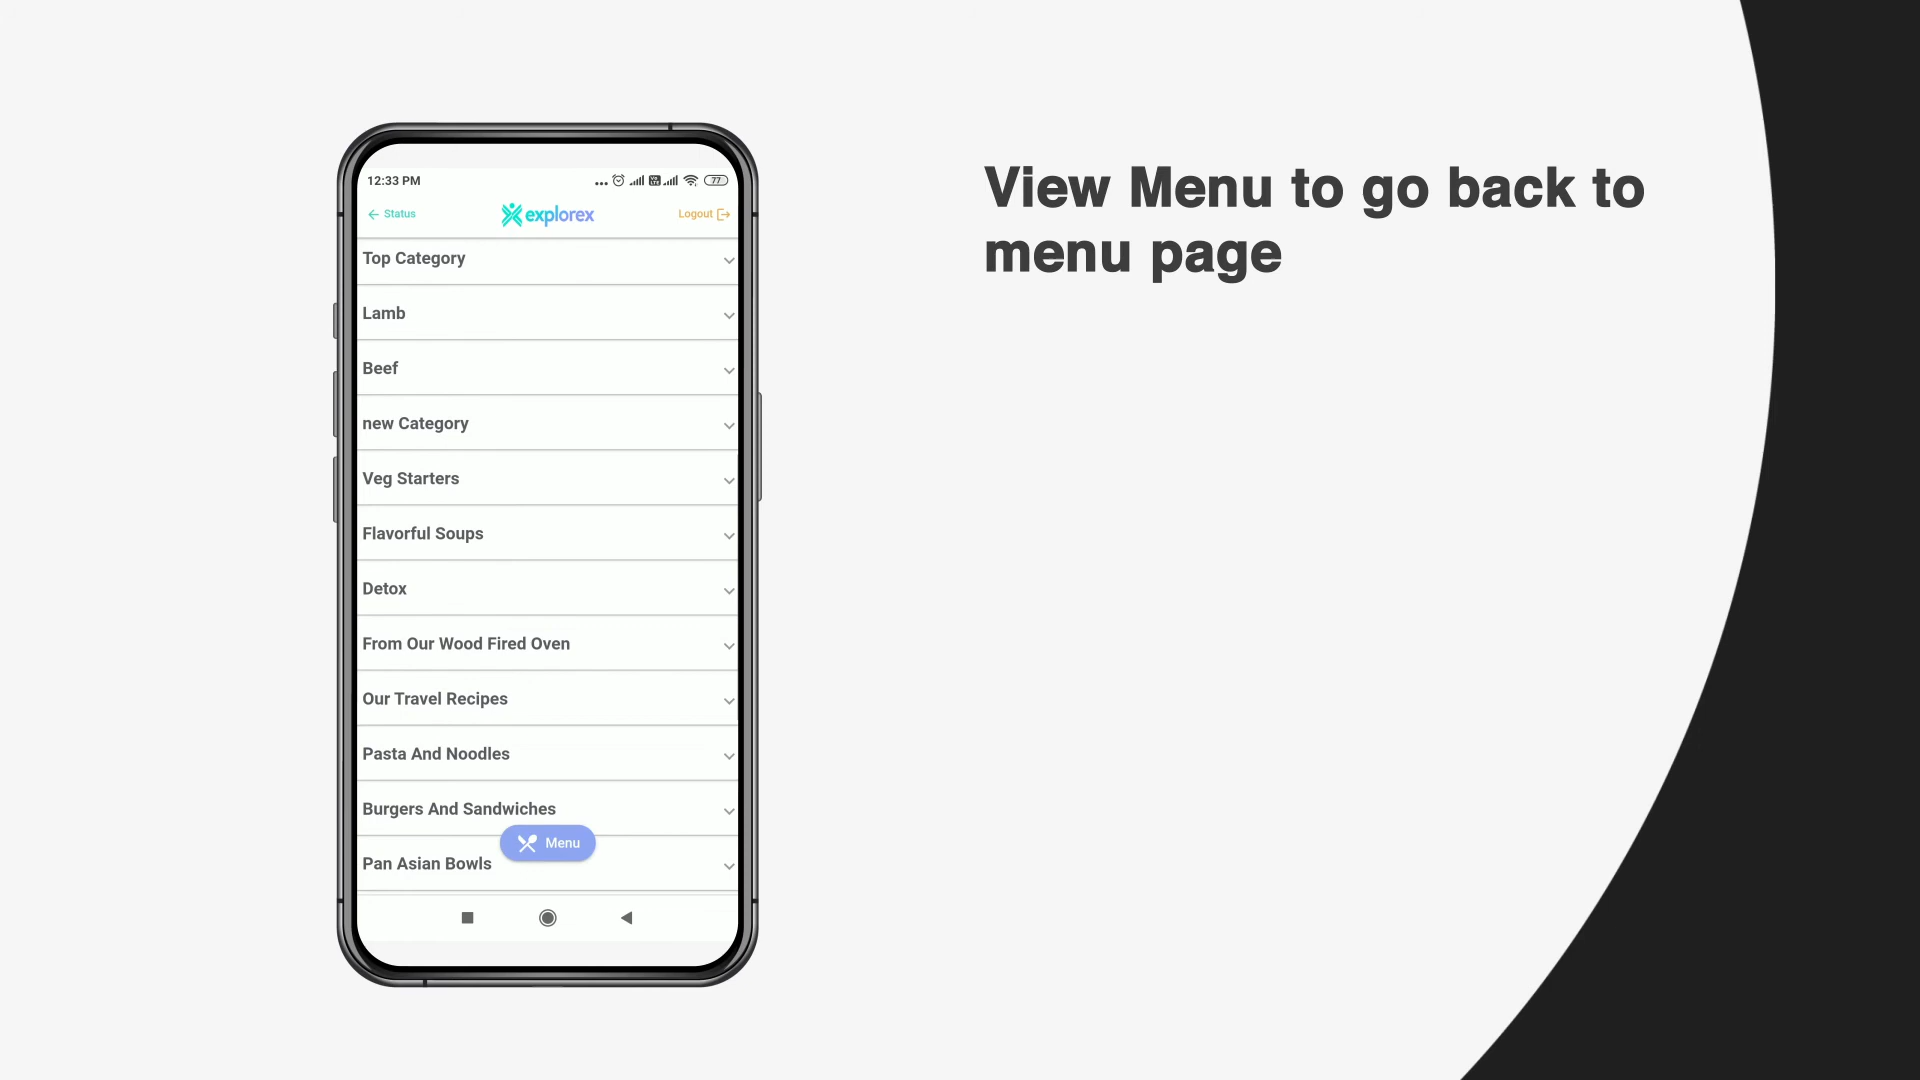 12:33 PM
77
Status
explorex
Logout
Top Category
Lamb
Beef
new Category
Veg Starters
Flavorful Soups
Detox
From Our Wood Fired Oven
Our Travel Recipes
Pasta And Noodles
Burgers And Sandwiches
Menu
Pan Asian Bowls
View Menu to go back to
menu page